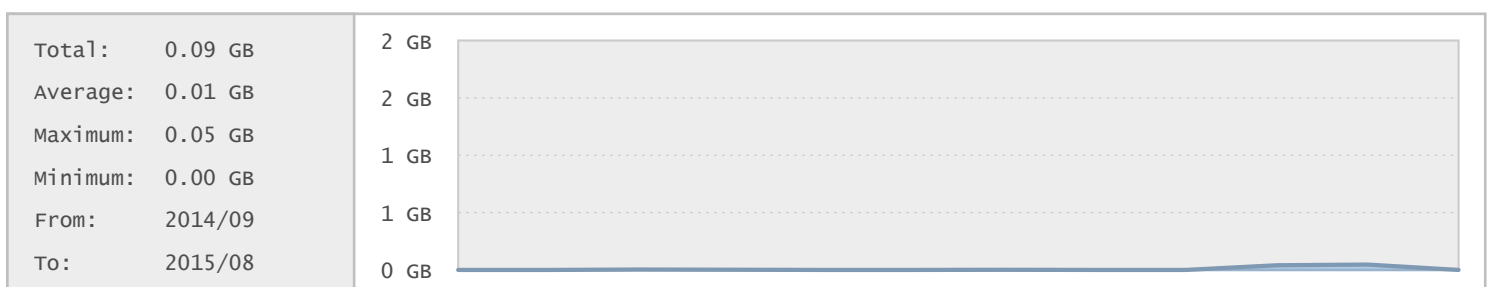 Total: 0.09 GB
Average: 0.01 GB
Maximum: 0.05 GB
Minimum: 0.00 GB
From: 2014/09
To: 2015/08
2 GB
2 GB
1 GB
1 GB
0 GB